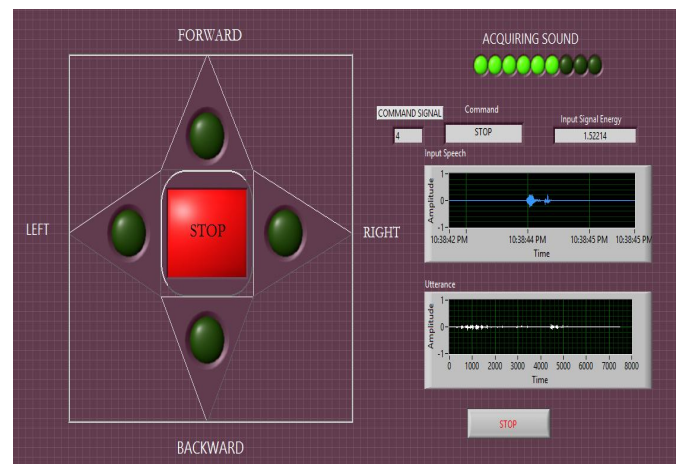 FORWARD
LEFT
STOP
RIGHT
BACKWARD
ACQUIRING SOUND
COMMAND SIGNAL
4
Command
STOP
Input Signal Energy
1.52214
Input Speech
Amplitude
1
0
-1
10:38:42 PM 10:38:44 PM 10:38:45 PM 10:38:45 PM
Time
Utterance
Amplitude
1
0
-1
0 1000 2000 3000 4000 5000 6000 7000 8000
Time
STOP